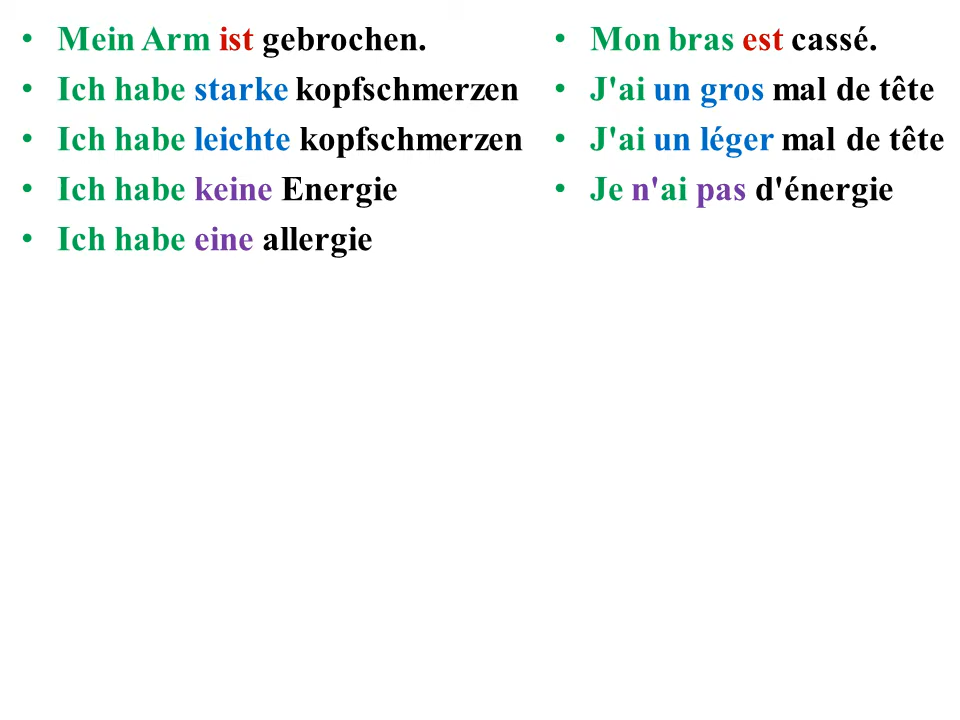 • Mein Arm ist gebrochen.
• Ich habe starke kopfschmerzen
• Ich habe leichte kopfschmerzen
• Ich habe keine Energie
• Ich habe eine allergie
• Mon bras est cassé.
• J'ai un gros mal de tête
• J'ai un léger mal de tête
• Je n'ai pas d'énergie